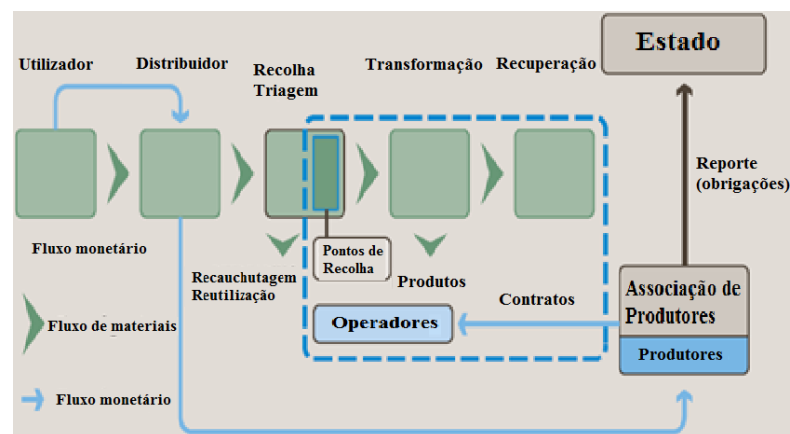 Estado
Utilizador
Distribuidor
Recolha
Triagem
Transformação
Recuperação
Reporte
(obrigações)
Fluxo monetário
Pontos de
Recolha
Recauchutagem
Reutilização
Produtos
Contratos
Operadores
Associação de
Produtores
Produtores
Fluxo de materiais
Fluxo monetário